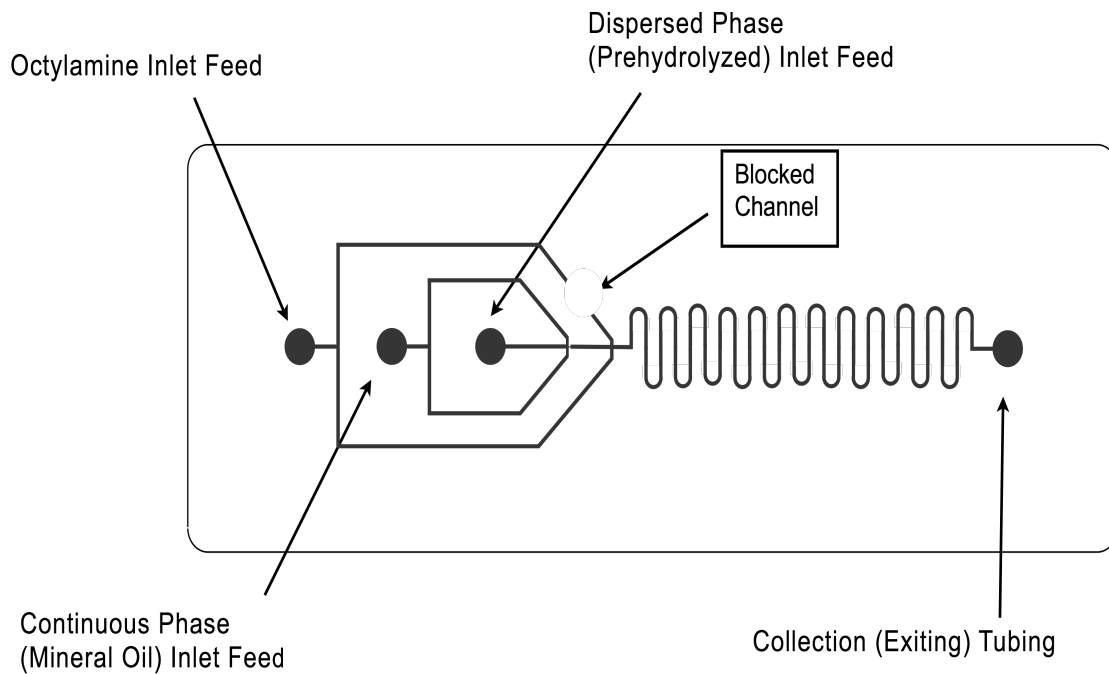 Dispersed Phase
(Prehydrolyzed) Inlet Feed
Octylamine Inlet Feed
Blocked
Channel
Continuous Phase
(Mineral Oil) Inlet Feed
Collection (Exiting) Tubing